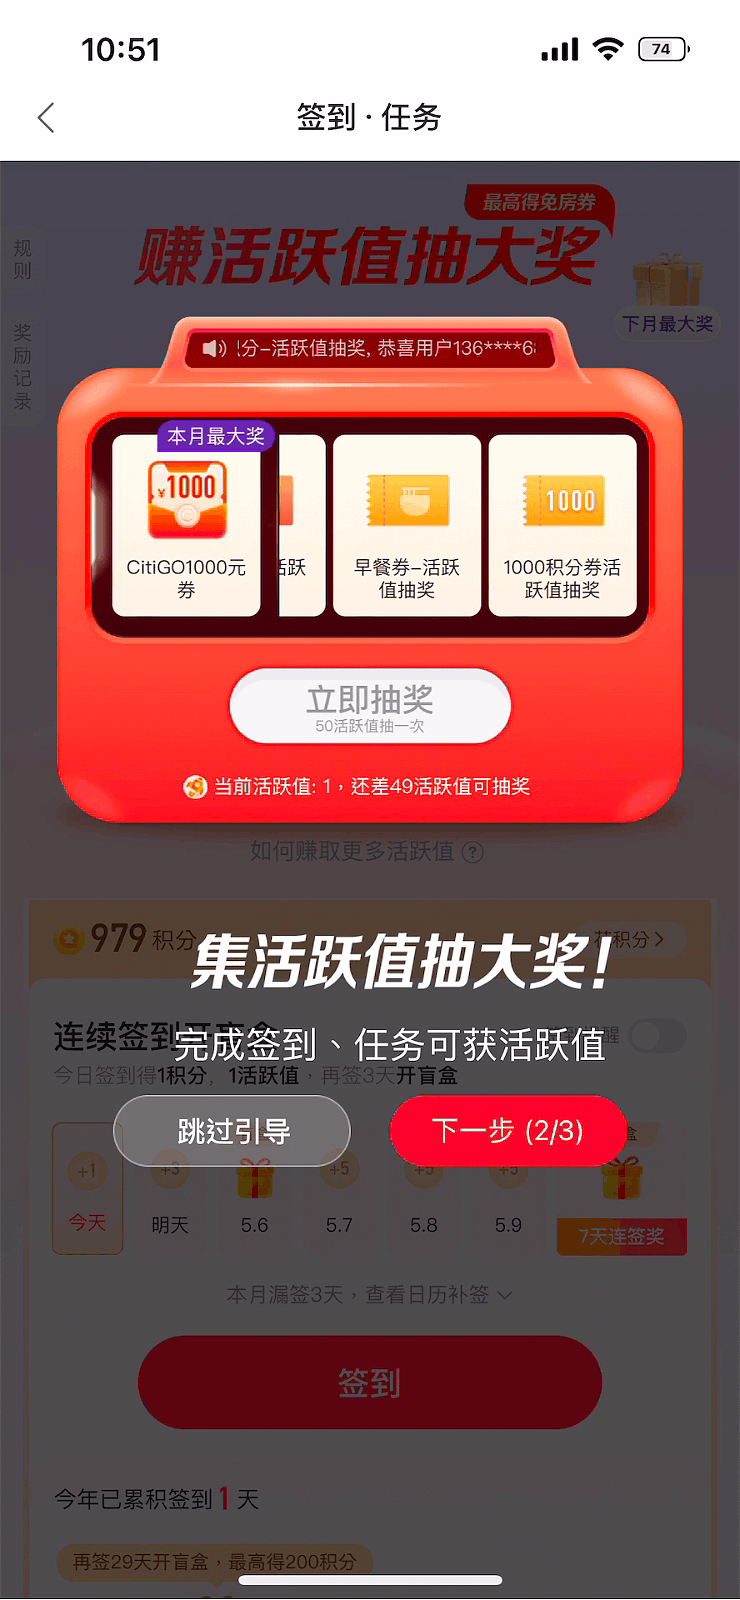 10:51
74
签到 · 任务
最高得免房券
赚活跃值抽大奖
规则
奖励记录
下月最大奖
分-活跃值抽奖, 恭喜用户136****6
本月最大奖
¥1000
CitiGO1000元
券
活跃
早餐券-活跃
值抽奖
1000
1000积分券活
跃值抽奖
立即抽奖
50活跃值抽一次
当前活跃值: 1，还差49活跃值可抽奖
如何赚取更多活跃值 ?
979 积分
花积分
集活跃值抽大奖！
连续签到开盲盒
醒
完成签到、任务可获活跃值
今日签到得1积分，1活跃值，再签3天开盲盒
跳过引导
下一步 (2/3)
盒
+1
+3
+5
+5
+5
今天
明天
5.6
5.7
5.8
5.9
7天连签奖
本月漏签3天，查看日历补签
签到
今年已累积签到 1 天
再签29天开盲盒，最高得200积分